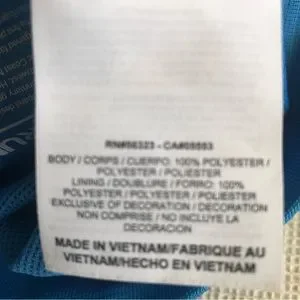 RN#56323 - CA#05553
BODY / CORPS / CUERPO: 100% POLYESTER /
POLYESTER / POLIESTER
LINING / DOUBLURE / FORRO: 100%
POLYESTER / POLYESTER / POLIESTER
EXCLUSIVE OF DECORATION / DECORATION
NON COMPRISE / NO INCLUYE LA
DECORACION
MADE IN VIETNAM/FABRIQUE AU
VIETNAM/HECHO EN VIETNAM